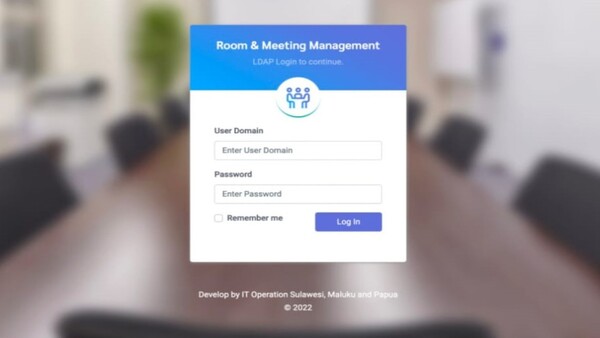 Room & Meeting Management
LDAP Login to continue.
User Domain
Enter User Domain
Password
Enter Password
Remember me
Log In
Develop by IT Operation Sulawesi, Maluku and Papua
© 2022